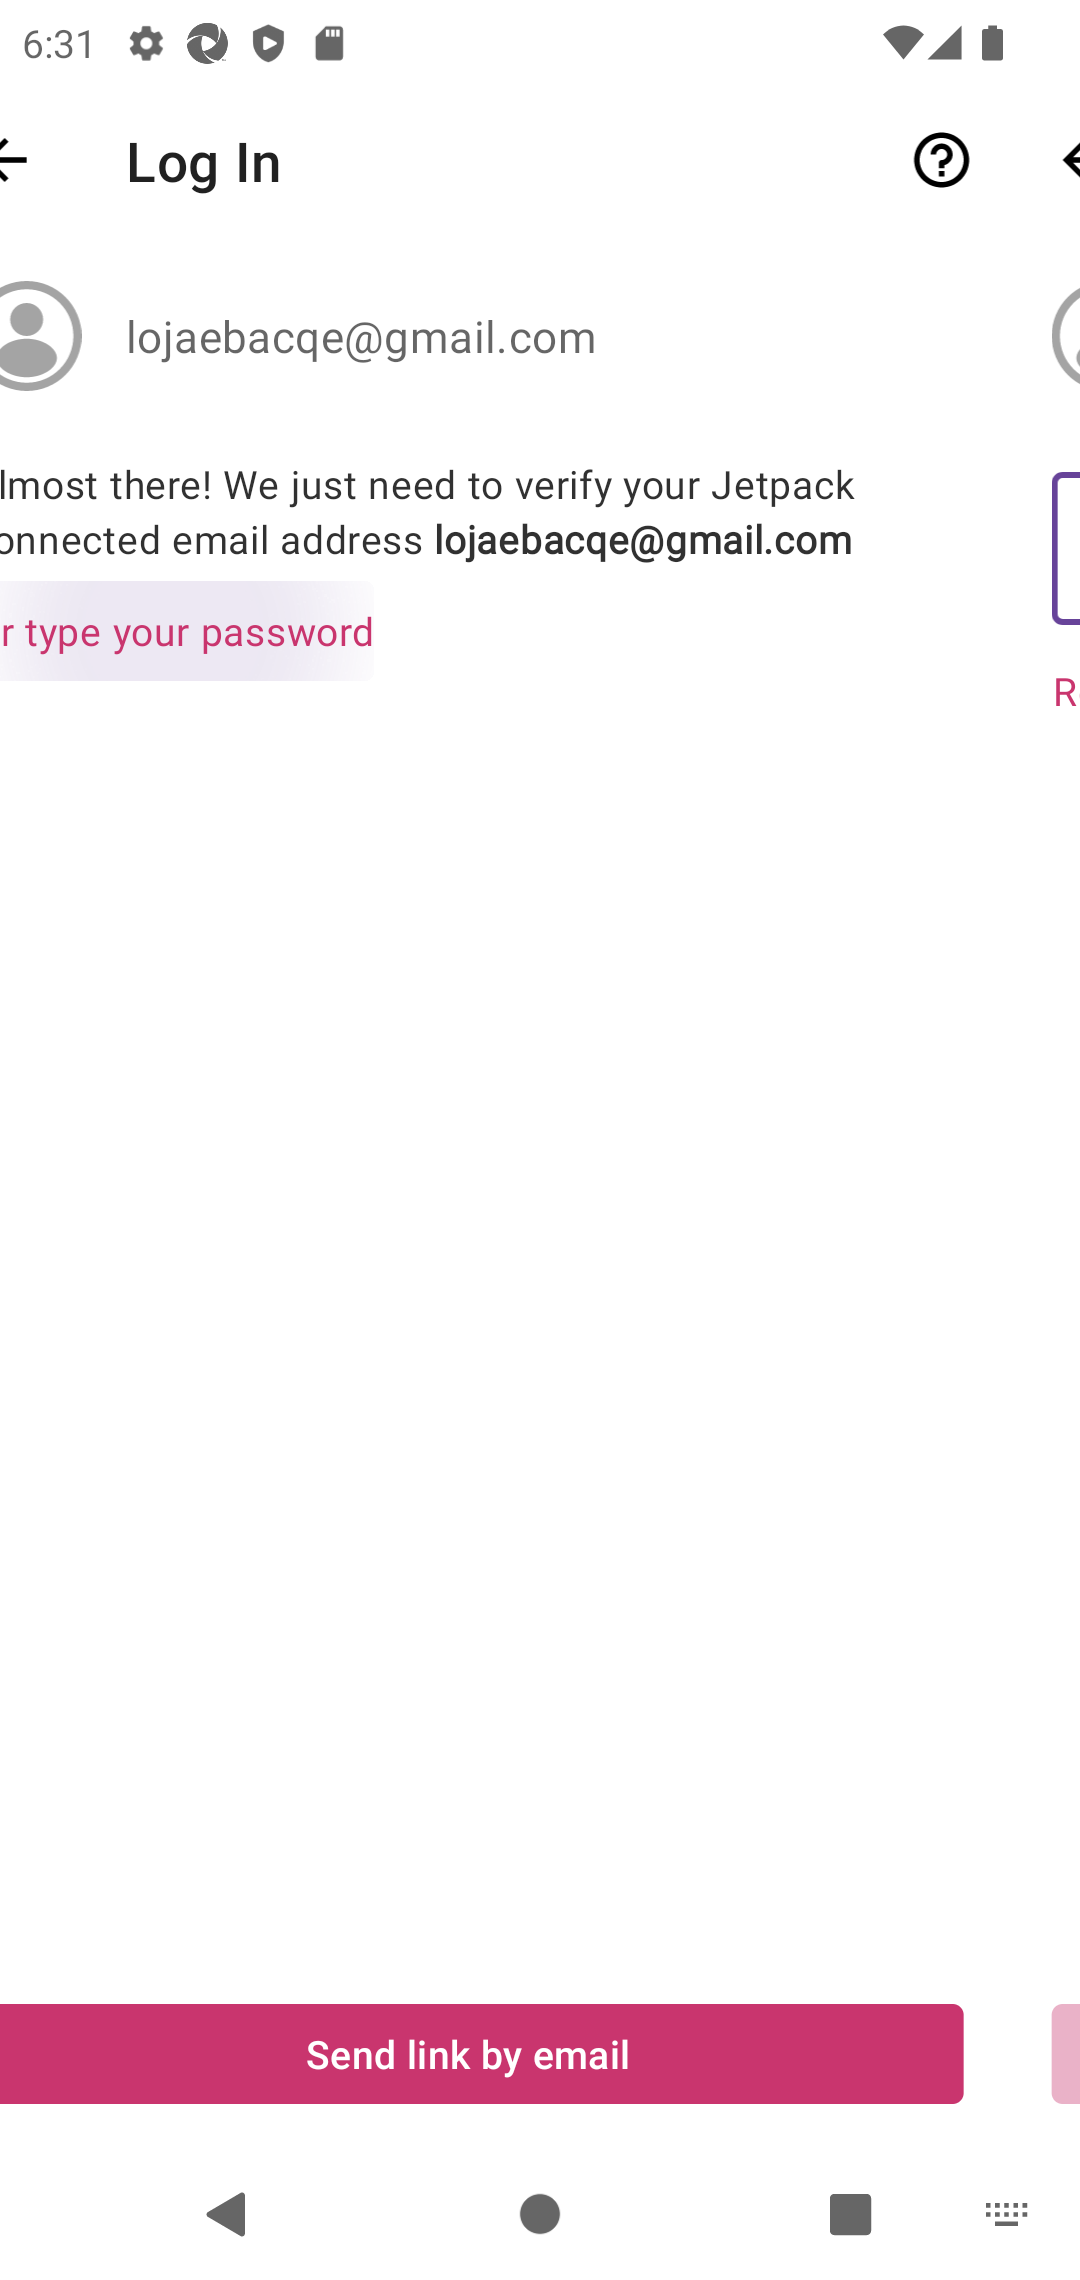 6:31
Log In
lojaebacqe@gmail.com
lmost there! We just need to verify your Jetpack
onnected email address lojaebacqe@gmail.com
r type your password
R
Send link by email